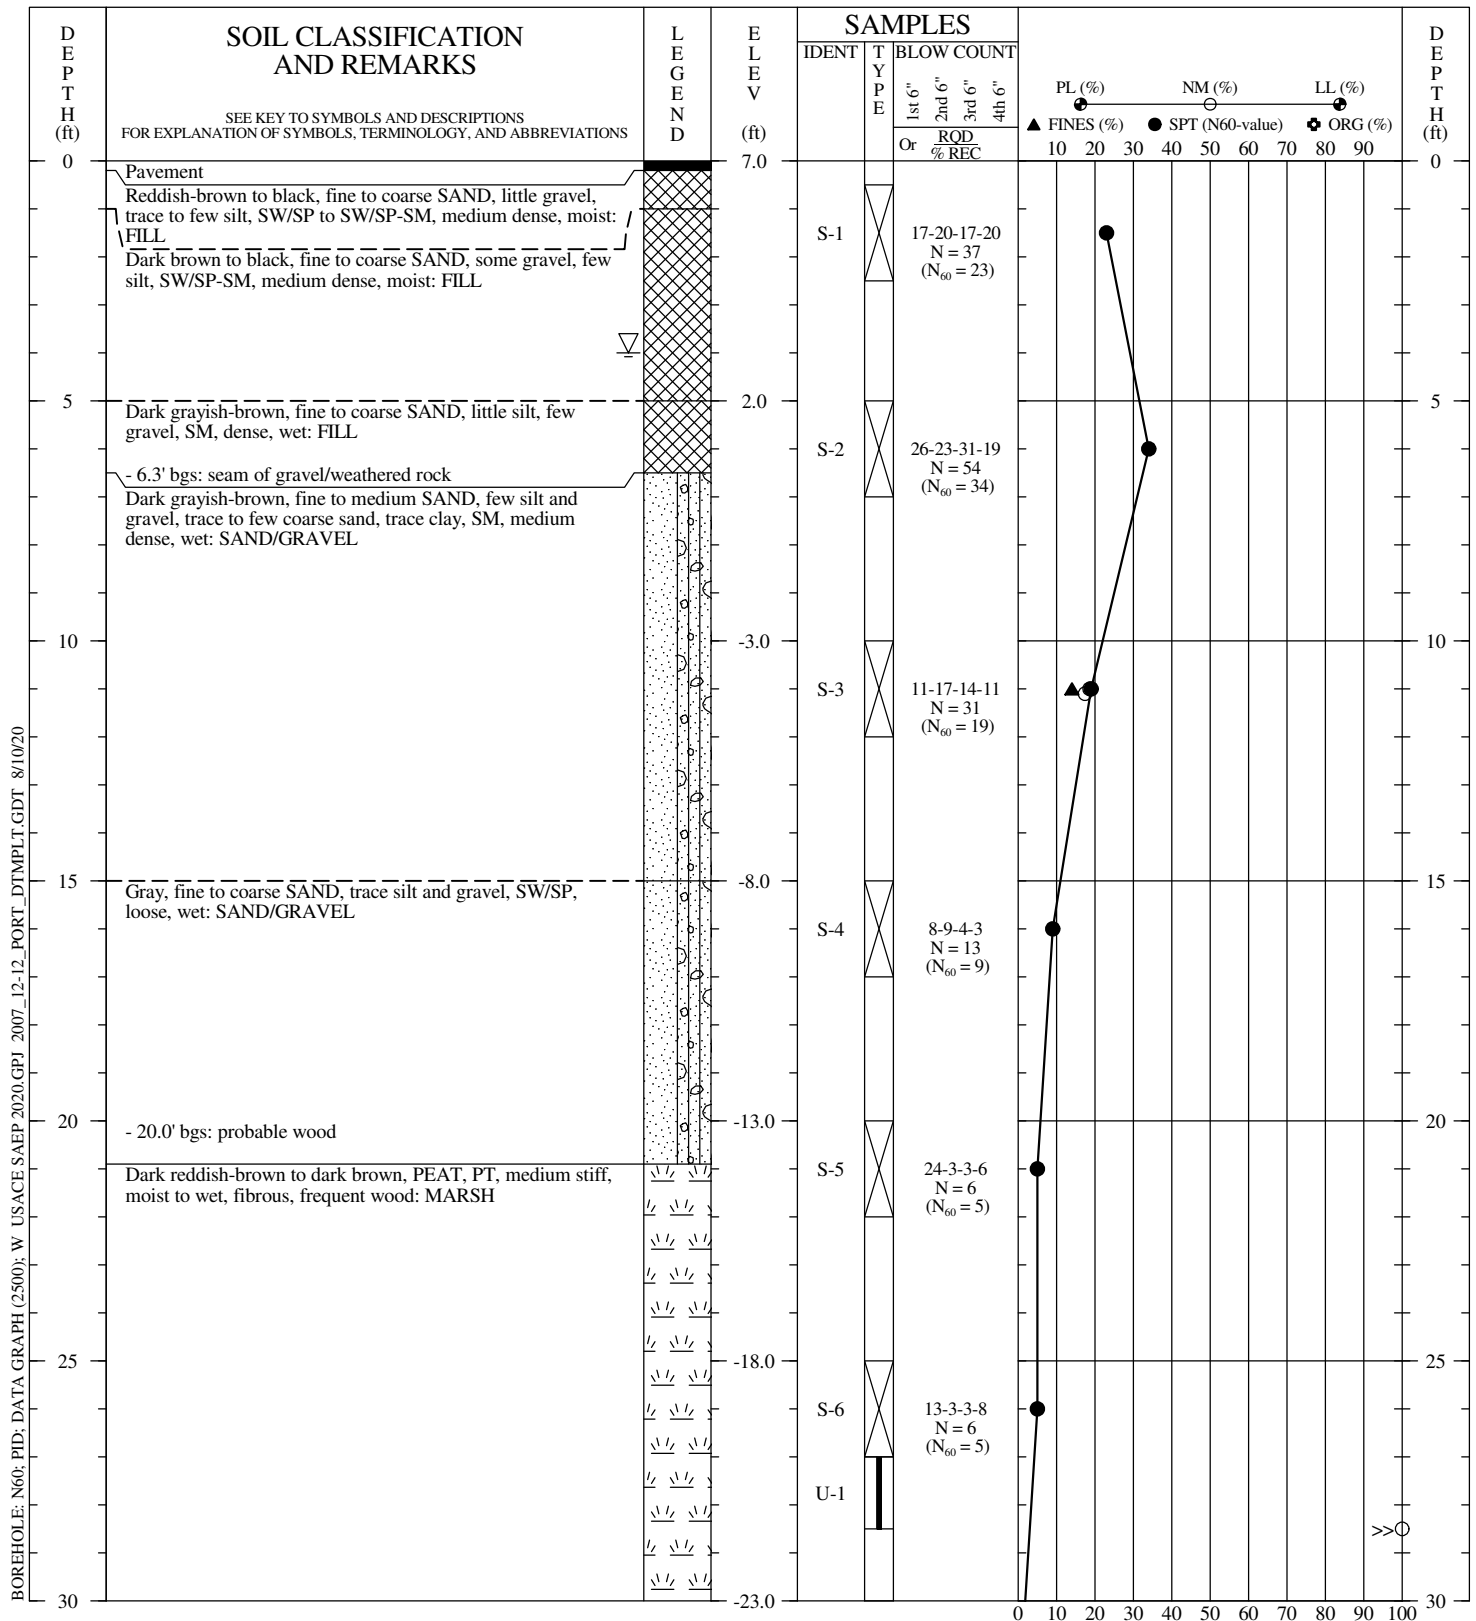 DEPTH (ft)
SOIL CLASSIFICATION
AND REMARKS
SEE KEY TO SYMBOLS AND DESCRIPTIONS
FOR EXPLANATION OF SYMBOLS, TERMINOLOGY, AND ABBREVIATIONS
LEGEND
ELEV (ft)
SAMPLES
IDENT
TYPE
BLOW COUNT
1st 6"
2nd 6"
3rd 6"
4th 6"
Or RQD
% REC
PL (%) NM (%) LL (%)
▲ FINES (%) ● SPT (N60-value) ORG (%)
10 20 30 40 50 60 70 80 90
DEPTH (ft)
0 7.0 0
Pavement
Reddish-brown to black, fine to coarse SAND, little gravel,
trace to few silt, SW/SP to SW/SP-SM, medium dense, moist:
FILL
Dark brown to black, fine to coarse SAND, some gravel, few
silt, SW/SP-SM, medium dense, moist: FILL
S-1
17-20-17-20
N = 37
(N60 = 23)
5 2.0 5
Dark grayish-brown, fine to coarse SAND, little silt, few
gravel, SM, dense, wet: FILL
- 6.3' bgs: seam of gravel/weathered rock
S-2
26-23-31-19
N = 54
(N60 = 34)
Dark grayish-brown, fine to medium SAND, few silt and
gravel, trace to few coarse sand, trace clay, SM, medium
dense, wet: SAND/GRAVEL
10 -3.0 10
S-3
11-17-14-11
N = 31
(N60 = 19)
15 -8.0 15
Gray, fine to coarse SAND, trace silt and gravel, SW/SP,
loose, wet: SAND/GRAVEL
S-4
8-9-4-3
N = 13
(N60 = 9)
20 -13.0 20
- 20.0' bgs: probable wood
S-5
24-3-3-6
N = 6
(N60 = 5)
Dark reddish-brown to dark brown, PEAT, PT, medium stiff,
moist to wet, fibrous, frequent wood: MARSH
25 -18.0 25
S-6
13-3-3-8
N = 6
(N60 = 5)
U-1
>>
30 -23.0 30
0 10 20 30 40 50 60 70 80 90 100
BOREHOLE: N60; PID; DATA GRAPH (2500); W USACE SAEP 2020.GPJ 2007_12-12_PORT_DTMPLT.GDT 8/10/20